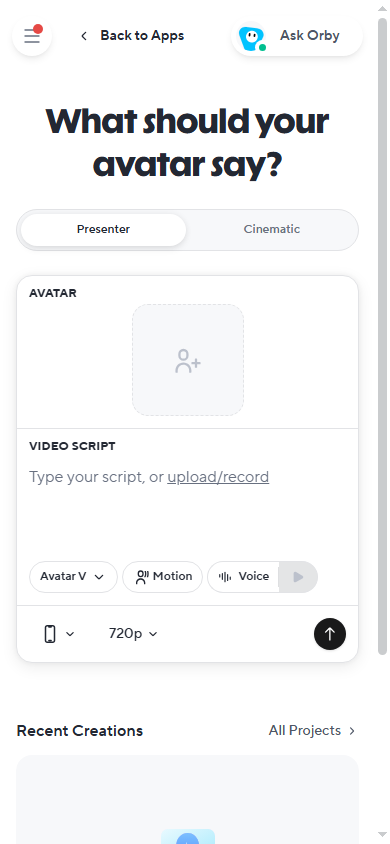 Back to Apps
Ask Orby
What should your
avatar say?
Presenter
Cinematic
AVATAR
VIDEO SCRIPT
Type your script, or upload/record
Avatar V
Motion
Voice
720p
Recent Creations
All Projects